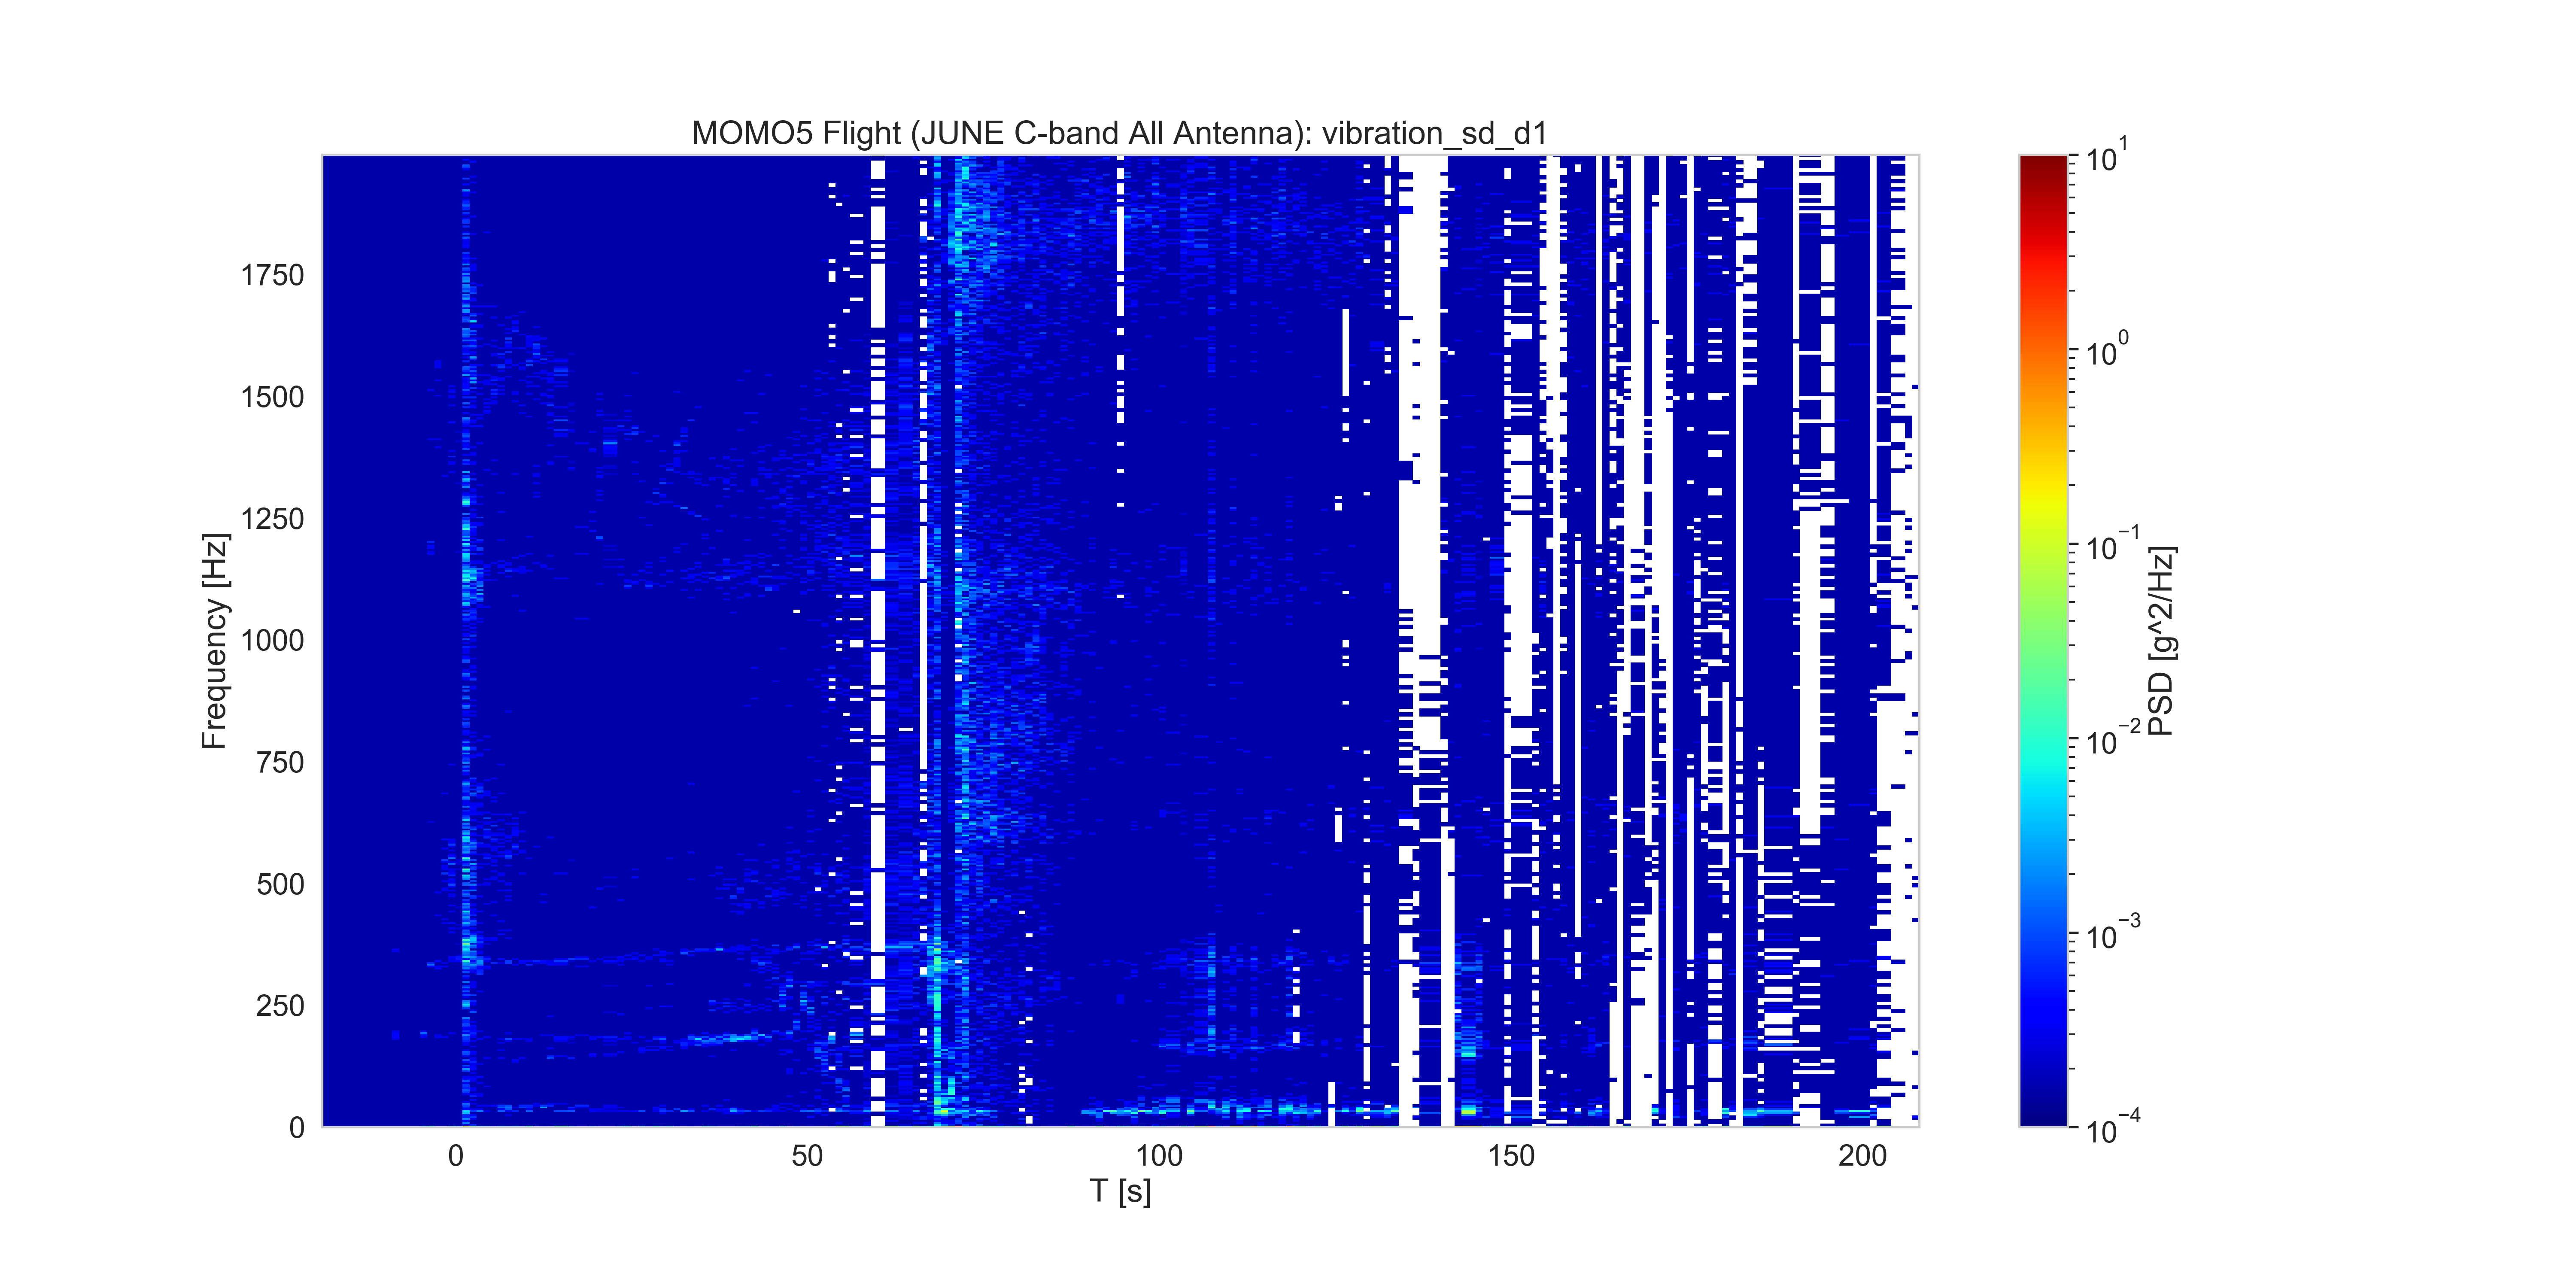 MOMO5 Flight (JUNE C-band All Antenna): vibration_sd_d1
Frequency [Hz]
1750
1500
1250
1000
750
500
250
0
0 50 100 150 200
T [s]
10^1
10^0
10^−1
10^−2
10^−3
10^−4
PSD [g^2/Hz]